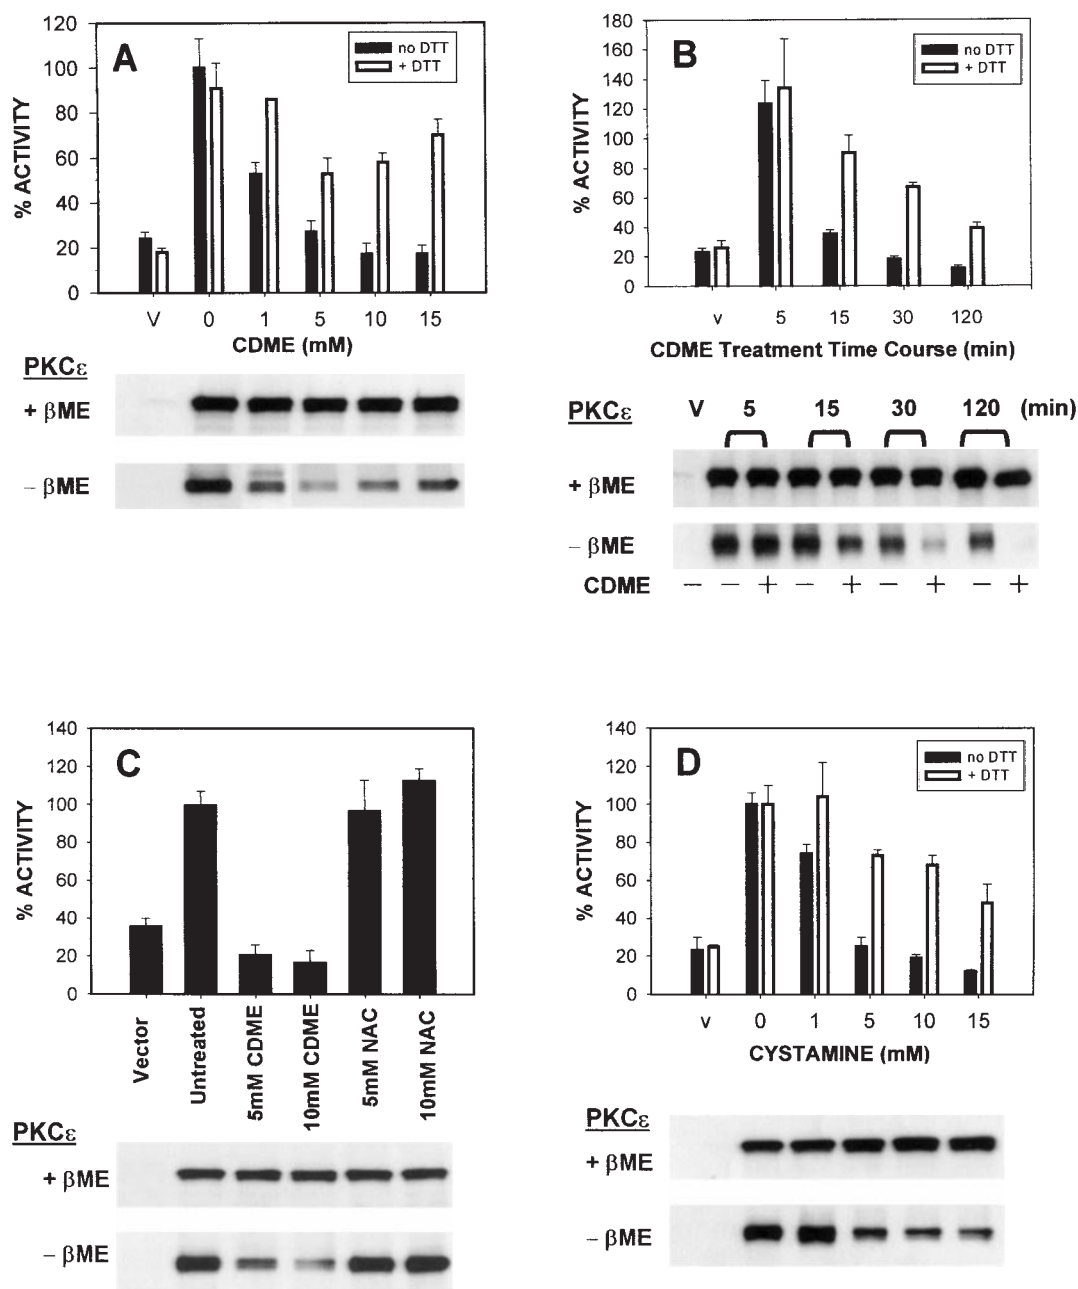 A
% ACTIVITY
120
100
80
60
40
20
0
no DTT
+ DTT
V 0 1 5 10 15
CDME (mM)
PKCε
+ βME
– βME
B
% ACTIVITY
180
160
140
120
100
80
60
40
20
0
no DTT
+ DTT
v 5 15 30 120
CDME Treatment Time Course (min)
PKCε V 5 15 30 120 (min)
+ βME
– βME
CDME – – + – + – + – +
C
% ACTIVITY
140
120
100
80
60
40
20
0
Vector
Untreated
5mM CDME
10mM CDME
5mM NAC
10mM NAC
PKCε
+ βME
– βME
D
% ACTIVITY
140
120
100
80
60
40
20
0
no DTT
+ DTT
v 0 1 5 10 15
CYSTAMINE (mM)
PKCε
+ βME
– βME